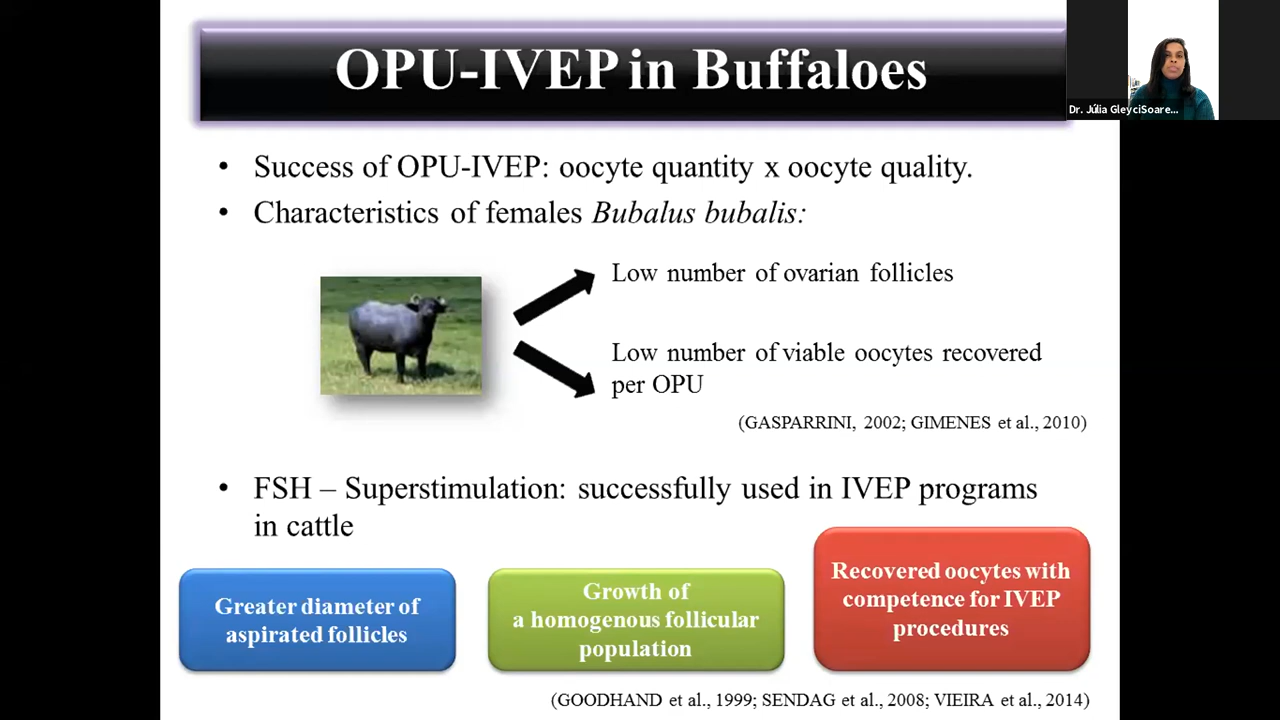 OPU-IVEP in Buffaloes
Dr. Júlia GleyciSoare...
• Success of OPU-IVEP: oocyte quantity x oocyte quality.
• Characteristics of females Bubalus bubalis:
Low number of ovarian follicles
Low number of viable oocytes recovered
per OPU
(GASPARRINI, 2002; GIMENES et al., 2010)
• FSH – Superstimulation: successfully used in IVEP programs
in cattle
Greater diameter of
aspirated follicles
Growth of
a homogenous follicular
population
Recovered oocytes with
competence for IVEP
procedures
(GOODHAND et al., 1999; SENDAG et al., 2008; VIEIRA et al., 2014)